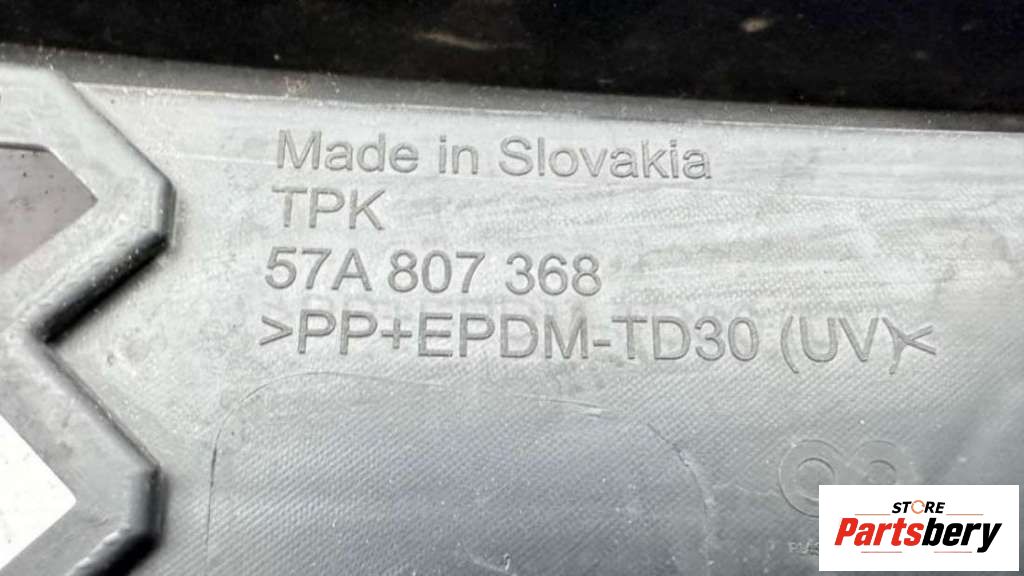 Made in Slovakia
TPK
57A 807 368
>PP+EPDM-TD30 (UV)<
STORE
Partsbery